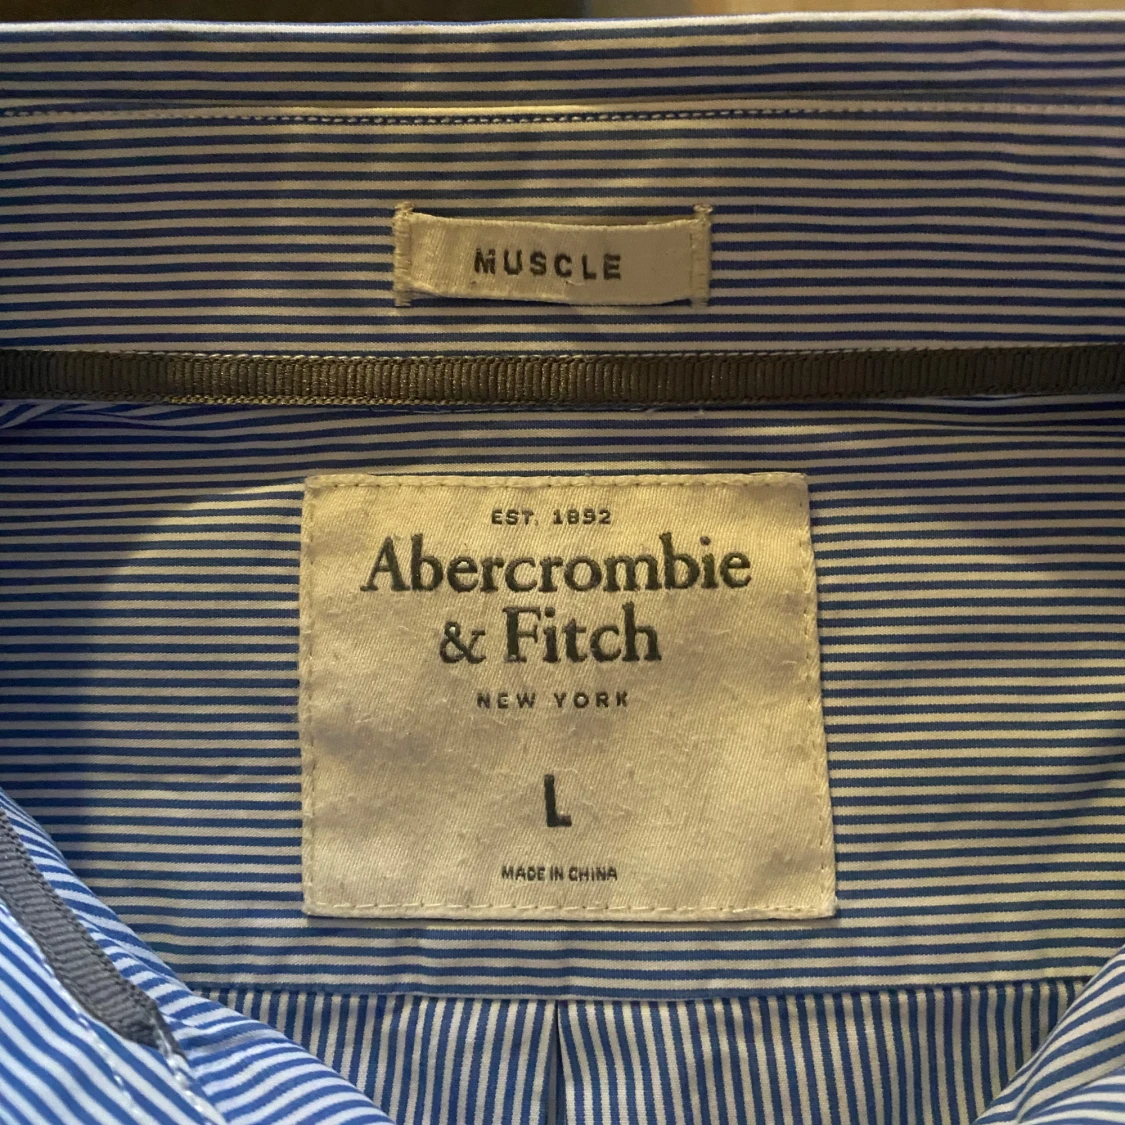 MUSCLE
EST. 1892
Abercrombie
& Fitch
NEW YORK
L
MADE IN CHINA